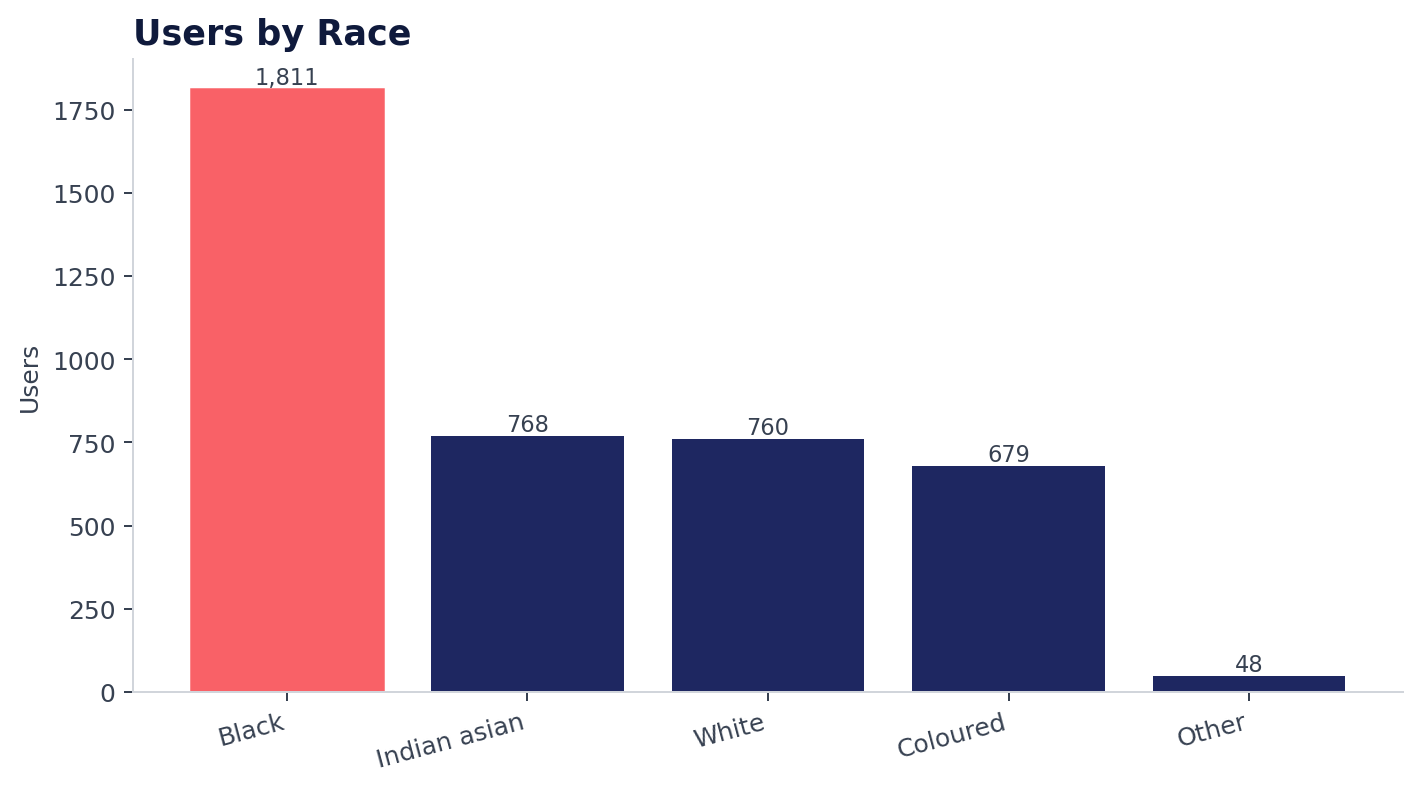 Users by Race
1,811
1750
1500
1250
1000
750
500
250
0
Users
768
760
679
48
Black
Indian asian
White
Coloured
Other